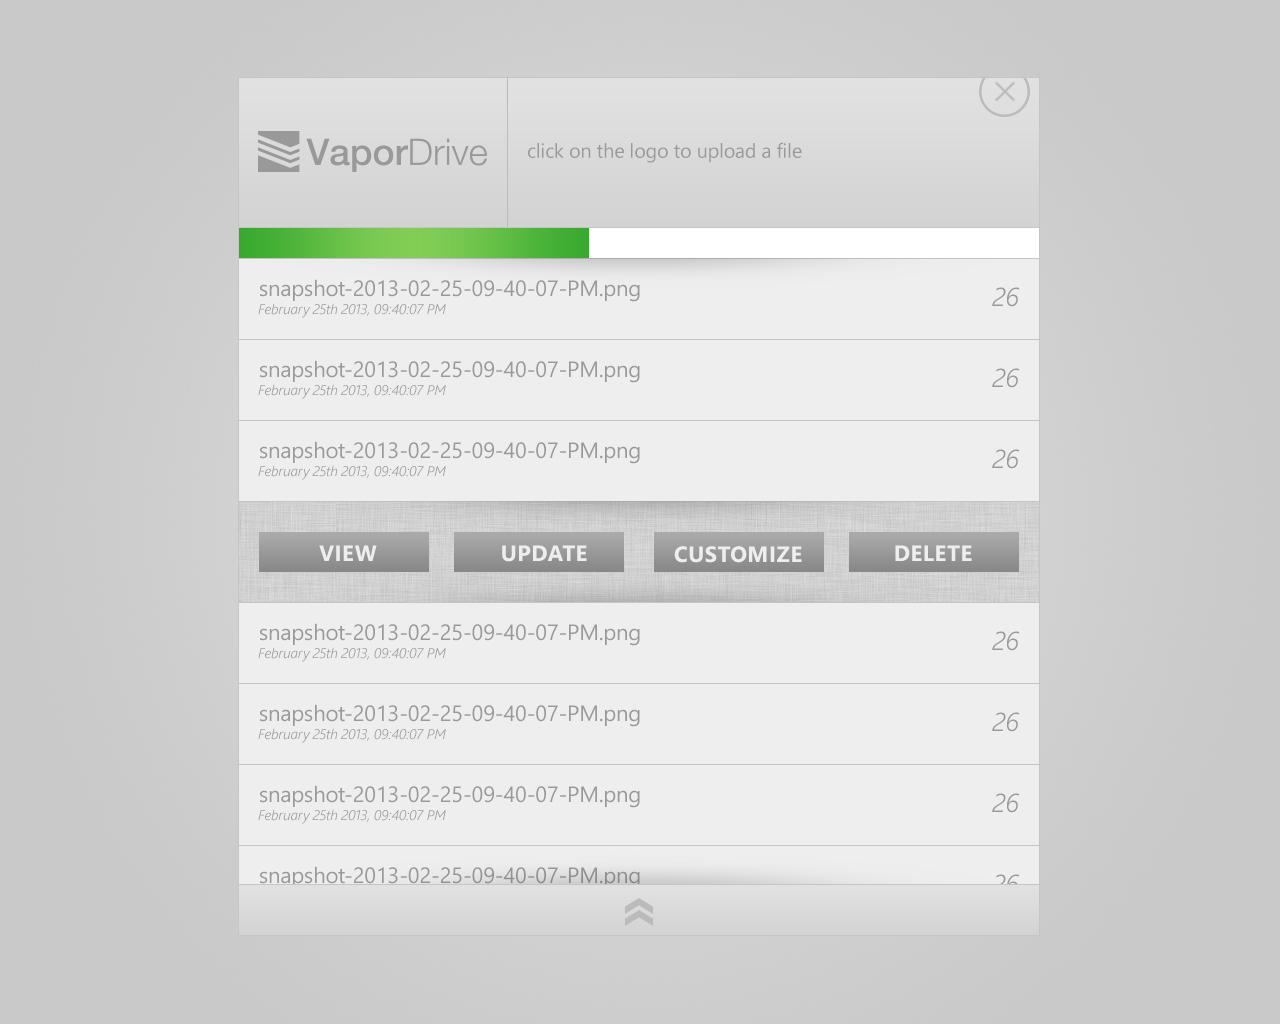 VaporDrive
click on the logo to upload a file
snapshot-2013-02-25-09-40-07-PM.png
February 25th 2013, 09:40:07 PM
26
snapshot-2013-02-25-09-40-07-PM.png
February 25th 2013, 09:40:07 PM
26
snapshot-2013-02-25-09-40-07-PM.png
February 25th 2013, 09:40:07 PM
26
VIEW UPDATE CUSTOMIZE DELETE
snapshot-2013-02-25-09-40-07-PM.png
February 25th 2013, 09:40:07 PM
26
snapshot-2013-02-25-09-40-07-PM.png
February 25th 2013, 09:40:07 PM
26
snapshot-2013-02-25-09-40-07-PM.png
February 25th 2013, 09:40:07 PM
26
snapshot-2013-02-25-09-40-07-PM.png
26